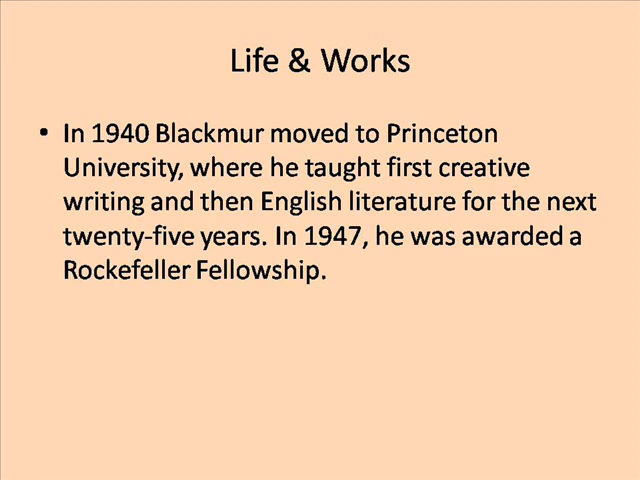 Life & Works
• In 1940 Blackmur moved to Princeton
University, where he taught first creative
writing and then English literature for the next
twenty-five years. In 1947, he was awarded a
Rockefeller Fellowship.